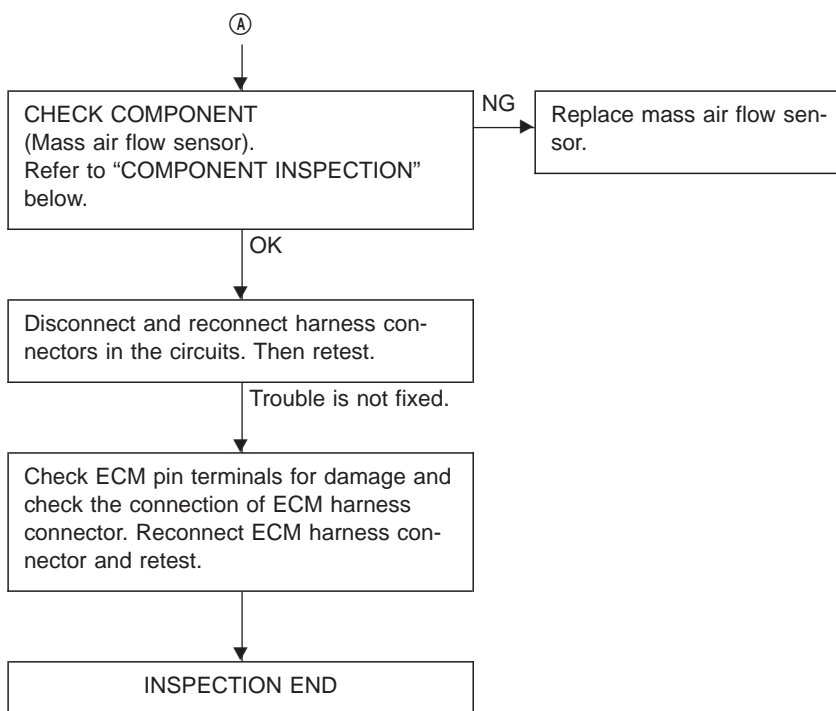 Ⓐ
CHECK COMPONENT
(Mass air flow sensor).
Refer to “COMPONENT INSPECTION”
below.
NG
Replace mass air flow sen-
sor.
OK
Disconnect and reconnect harness con-
nectors in the circuits. Then retest.
Trouble is not fixed.
Check ECM pin terminals for damage and
check the connection of ECM harness
connector. Reconnect ECM harness con-
nector and retest.
INSPECTION END